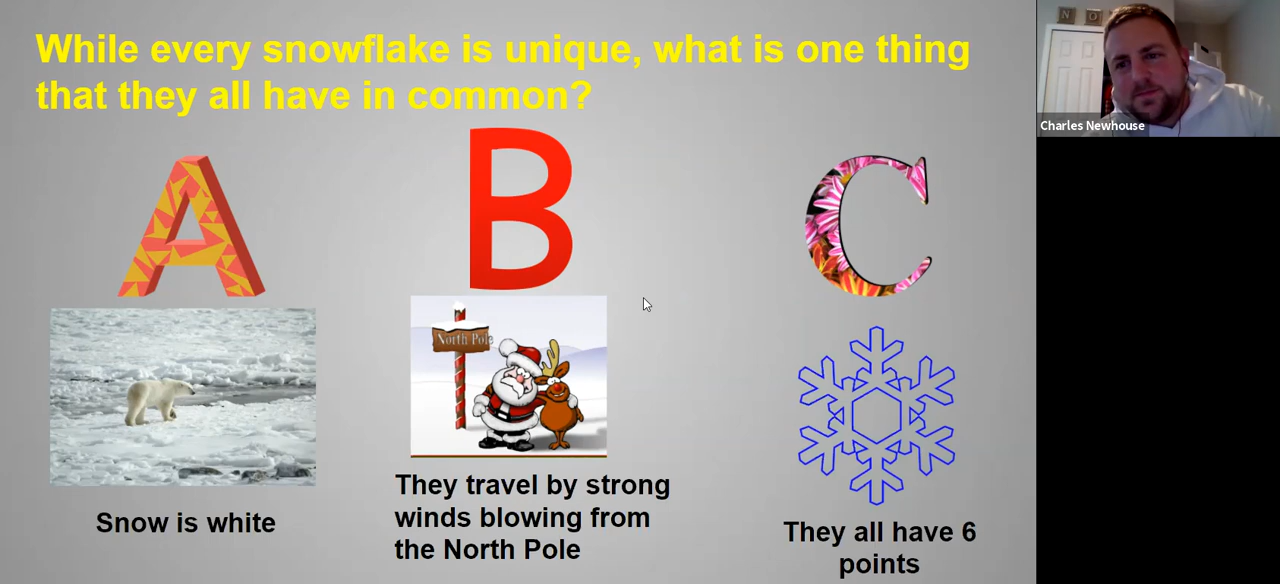 While every snowflake is unique, what is one thing
that they all have in common?
A
B
C
North Pole
Snow is white
They travel by strong
winds blowing from
the North Pole
They all have 6
points
N O
Charles Newhouse